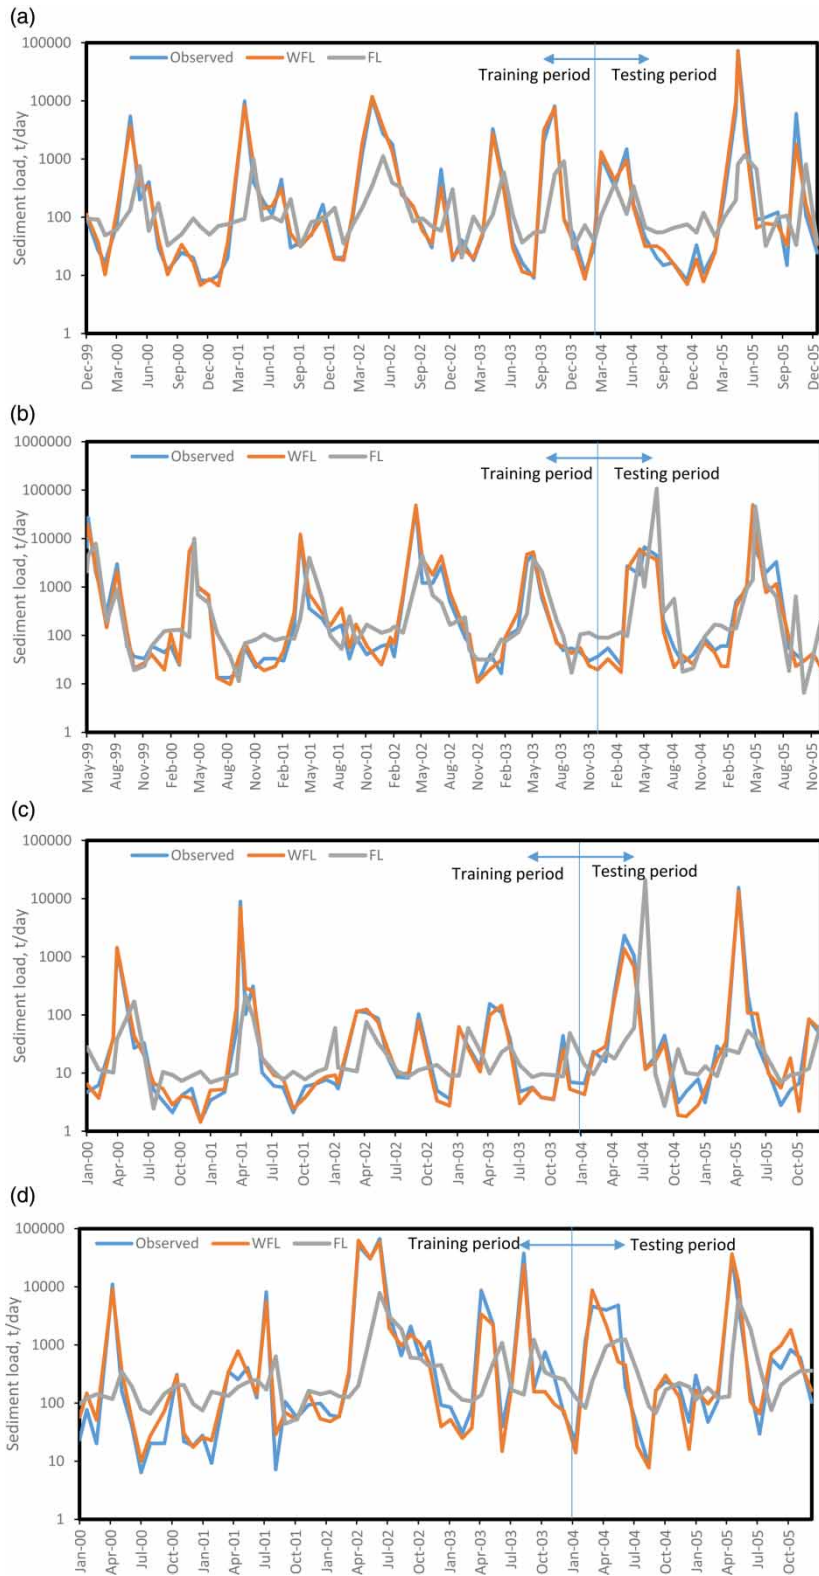 (a)
100000
Observed WFL FL
Training period Testing period
10000
1000
100
10
1
Sediment load, t/day
Dec-99 Mar-00 Jun-00 Sep-00 Dec-00 Mar-01 Jun-01 Sep-01 Dec-01 Mar-02 Jun-02 Sep-02 Dec-02 Mar-03 Jun-03 Sep-03 Dec-03 Mar-04 Jun-04 Sep-04 Dec-04 Mar-05 Jun-05 Sep-05 Dec-05
(b)
1000000
Observed WFL FL
Training period Testing period
100000
10000
1000
100
10
1
Sediment load, t/day
May-99 Aug-99 Nov-99 Feb-00 May-00 Aug-00 Nov-00 Feb-01 May-01 Aug-01 Nov-01 Feb-02 May-02 Aug-02 Nov-02 Feb-03 May-03 Aug-03 Nov-03 Feb-04 May-04 Aug-04 Nov-04 Feb-05 May-05 Aug-05 Nov-05
(c)
100000
Observed WFL FL
Training period Testing period
10000
1000
100
10
1
Sediment load, t/day
Jan-00 Apr-00 Jul-00 Oct-00 Jan-01 Apr-01 Jul-01 Oct-01 Jan-02 Apr-02 Jul-02 Oct-02 Jan-03 Apr-03 Jul-03 Oct-03 Jan-04 Apr-04 Jul-04 Oct-04 Jan-05 Apr-05 Jul-05 Oct-05
(d)
100000
Observed WFL FL
Training period Testing period
10000
1000
100
10
1
Sediment load, t/day
Jan-00 Apr-00 Jul-00 Oct-00 Jan-01 Apr-01 Jul-01 Oct-01 Jan-02 Apr-02 Jul-02 Oct-02 Jan-03 Apr-03 Jul-03 Oct-03 Jan-04 Apr-04 Jul-04 Oct-04 Jan-05 Apr-05 Jul-05 Oct-05